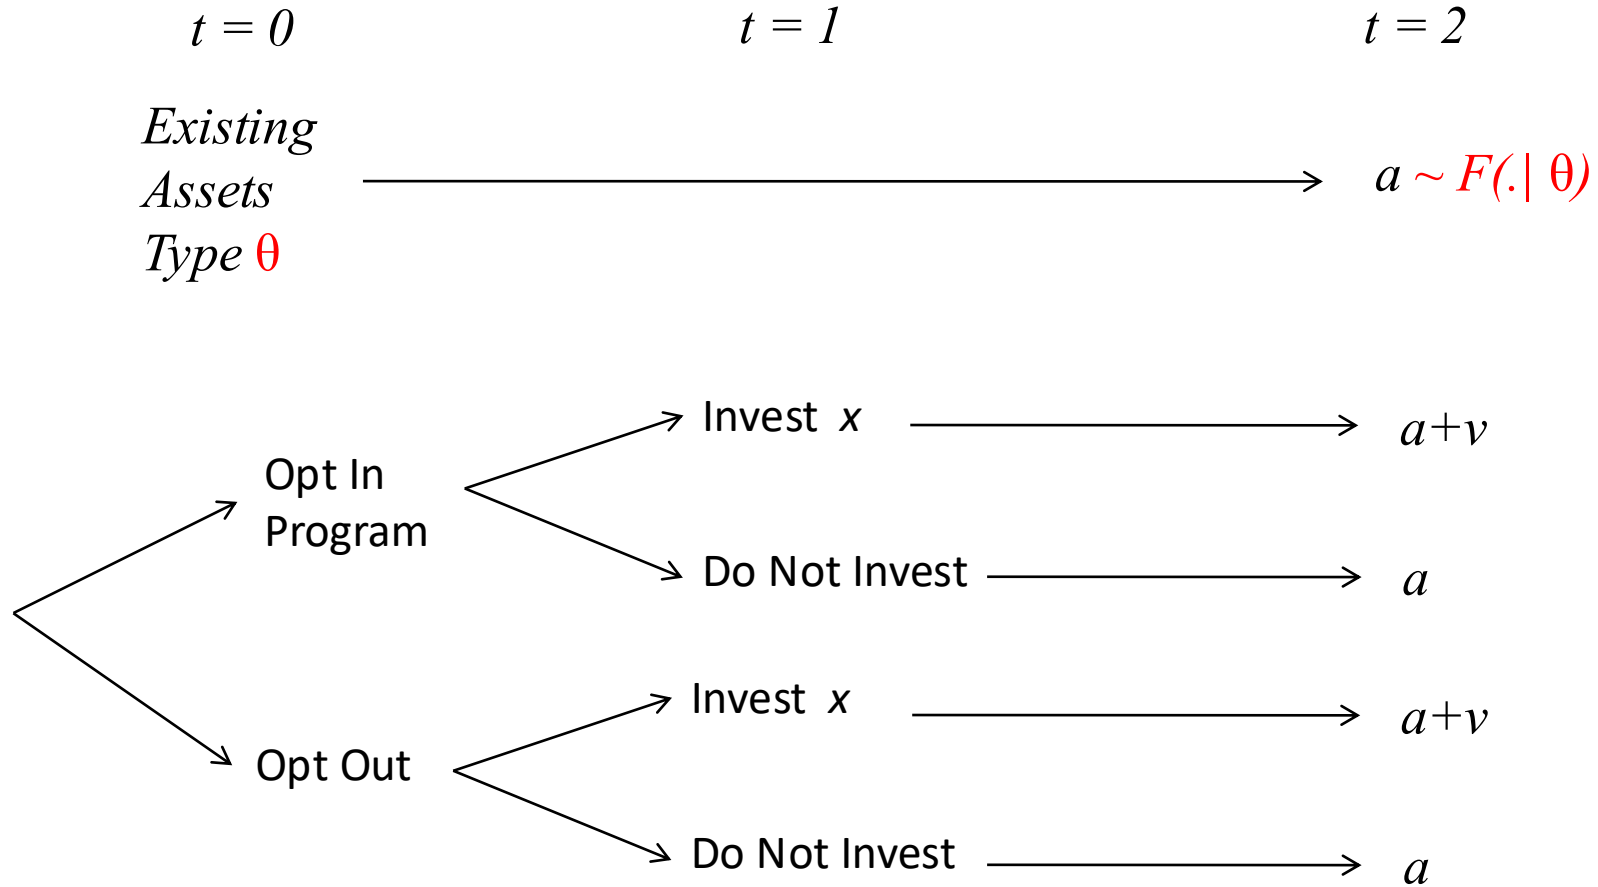 t = 0
t = 1
t = 2
Existing
Assets
Type θ
a ~ F(.| θ)
Invest x
a+v
Opt In
Program
Do Not Invest
a
Invest x
a+v
Opt Out
Do Not Invest
a